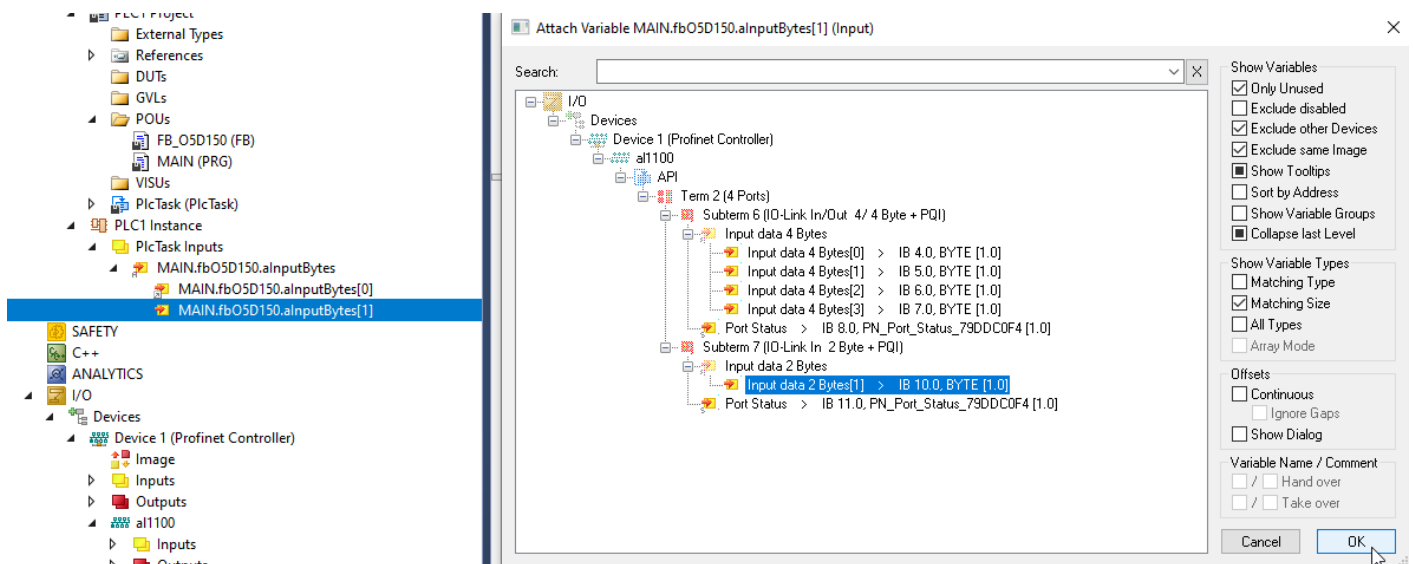 PLC1 Project
External Types
References
DUTs
GVLs
POUs
FB_O5D150 (FB)
MAIN (PRG)
VISUs
PlcTask (PlcTask)
PLC1 Instance
PlcTask Inputs
MAIN.fbO5D150.aInputBytes
MAIN.fbO5D150.aInputBytes[0]
MAIN.fbO5D150.aInputBytes[1]
SAFETY
C++
ANALYTICS
I/O
Devices
Device 1 (Profinet Controller)
Image
Inputs
Outputs
al1100
Inputs
Outputs
Attach Variable MAIN.fbO5D150.aInputBytes[1] (Input)
Search:
X
I/O
Devices
Device 1 (Profinet Controller)
al1100
API
Term 2 (4 Ports)
Subterm 6 (IO-Link In/Out 4/ 4 Byte + PQI)
Input data 4 Bytes
Input data 4 Bytes[0] > IB 4.0, BYTE [1.0]
Input data 4 Bytes[1] > IB 5.0, BYTE [1.0]
Input data 4 Bytes[2] > IB 6.0, BYTE [1.0]
Input data 4 Bytes[3] > IB 7.0, BYTE [1.0]
Port Status > IB 8.0, PN_Port_Status_79DDC0F4 [1.0]
Subterm 7 (IO-Link In 2 Byte + PQI)
Input data 2 Bytes
Input data 2 Bytes[1] > IB 10.0, BYTE [1.0]
Port Status > IB 11.0, PN_Port_Status_79DDC0F4 [1.0]
Show Variables
Only Unused
Exclude disabled
Exclude other Devices
Exclude same Image
Show Tooltips
Sort by Address
Show Variable Groups
Collapse last Level
Show Variable Types
Matching Type
Matching Size
All Types
Array Mode
Offsets
Continuous
Ignore Gaps
Show Dialog
Variable Name / Comment
/ Hand over
/ Take over
Cancel
OK